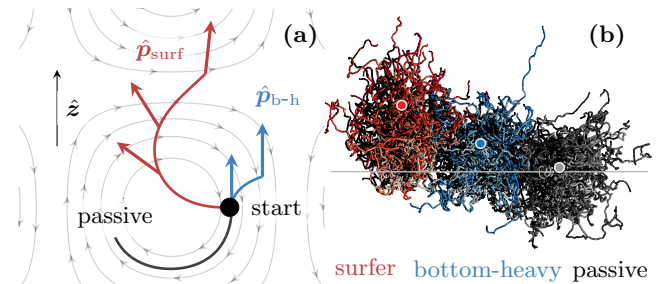 (a)
(b)
p̂surf
p̂b-h
ẑ
passive
start
surfer bottom-heavy passive